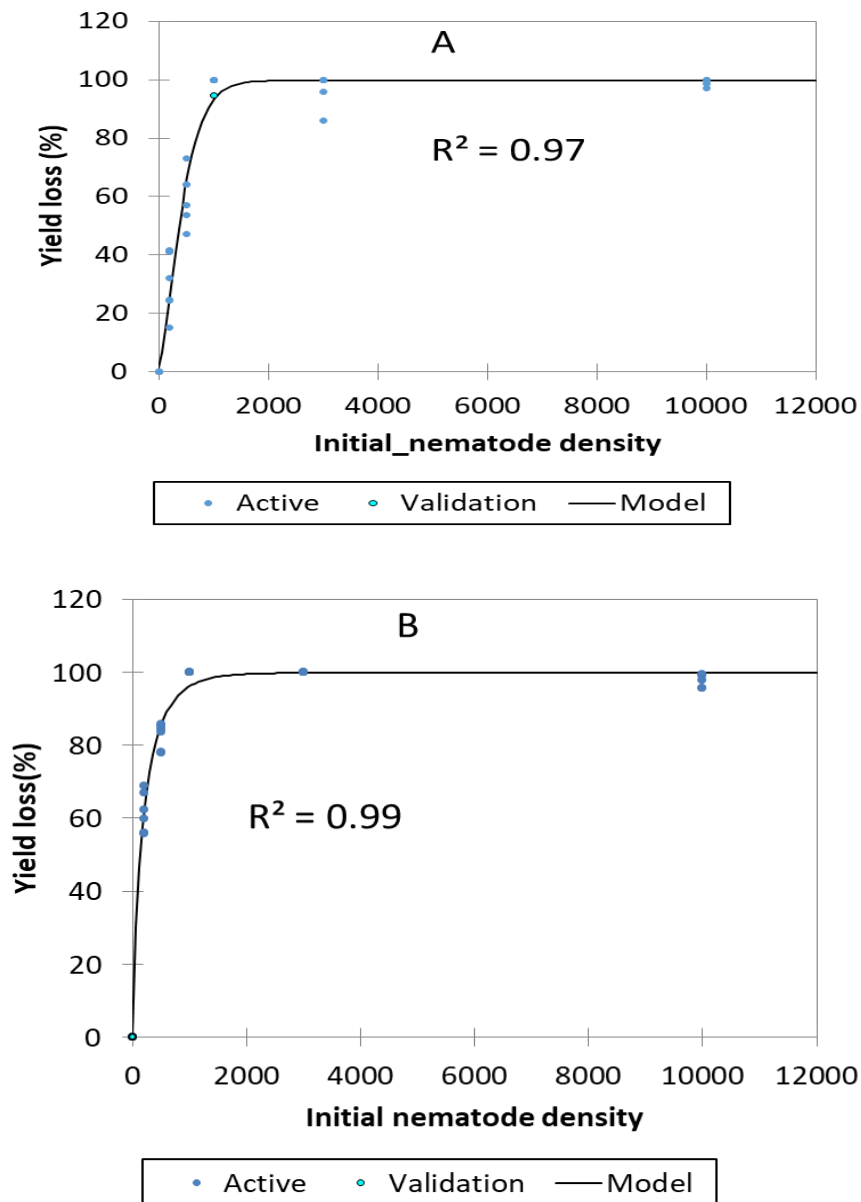 A
120
100
80
60
40
20
0
Yield loss (%)
R² = 0.97
0 2000 4000 6000 8000 10000 12000
Initial_nematode density
Active Validation Model
B
120
100
80
60
40
20
0
Yield loss(%)
R² = 0.99
0 2000 4000 6000 8000 10000 12000
Initial nematode density
Active Validation Model